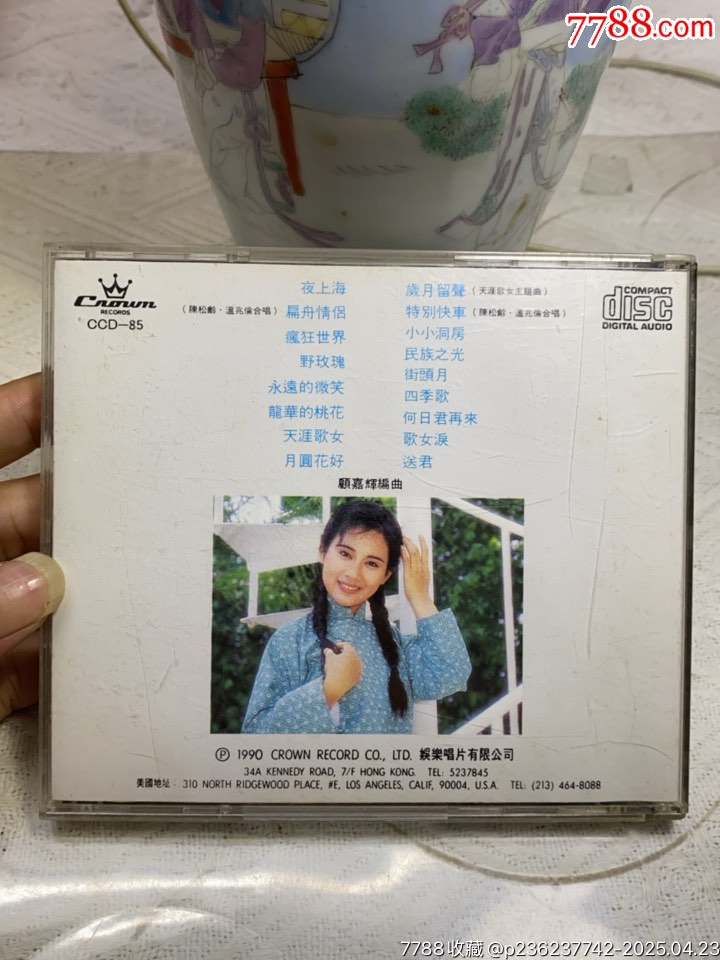 7788.com
Crown
RECORDS
CCD-85
COMPACT
disc
DIGITAL AUDIO
夜上海
(陳松齡·溫兆倫合唱) 扁舟情侶
瘋狂世界
野玫瑰
永遠的微笑
龍華的桃花
天涯歌女
月圓花好
歲月留聲 (天涯歌女主題曲)
特別快車 (陳松齡·溫兆倫合唱)
小小洞房
民族之光
街頭月
四季歌
何日君再來
歌女淚
送君
顧嘉輝編曲
Ⓟ 1990 CROWN RECORD CO., LTD. 娛樂唱片有限公司
34A KENNEDY ROAD, 7/F HONG KONG. TEL: 5237845
美國地址: 310 NORTH RIDGEWOOD PLACE, #E, LOS ANGELES, CALIF, 90004, U.S.A. TEL: (213) 464-8088
7788收藏 @p236237742-2025.04.23